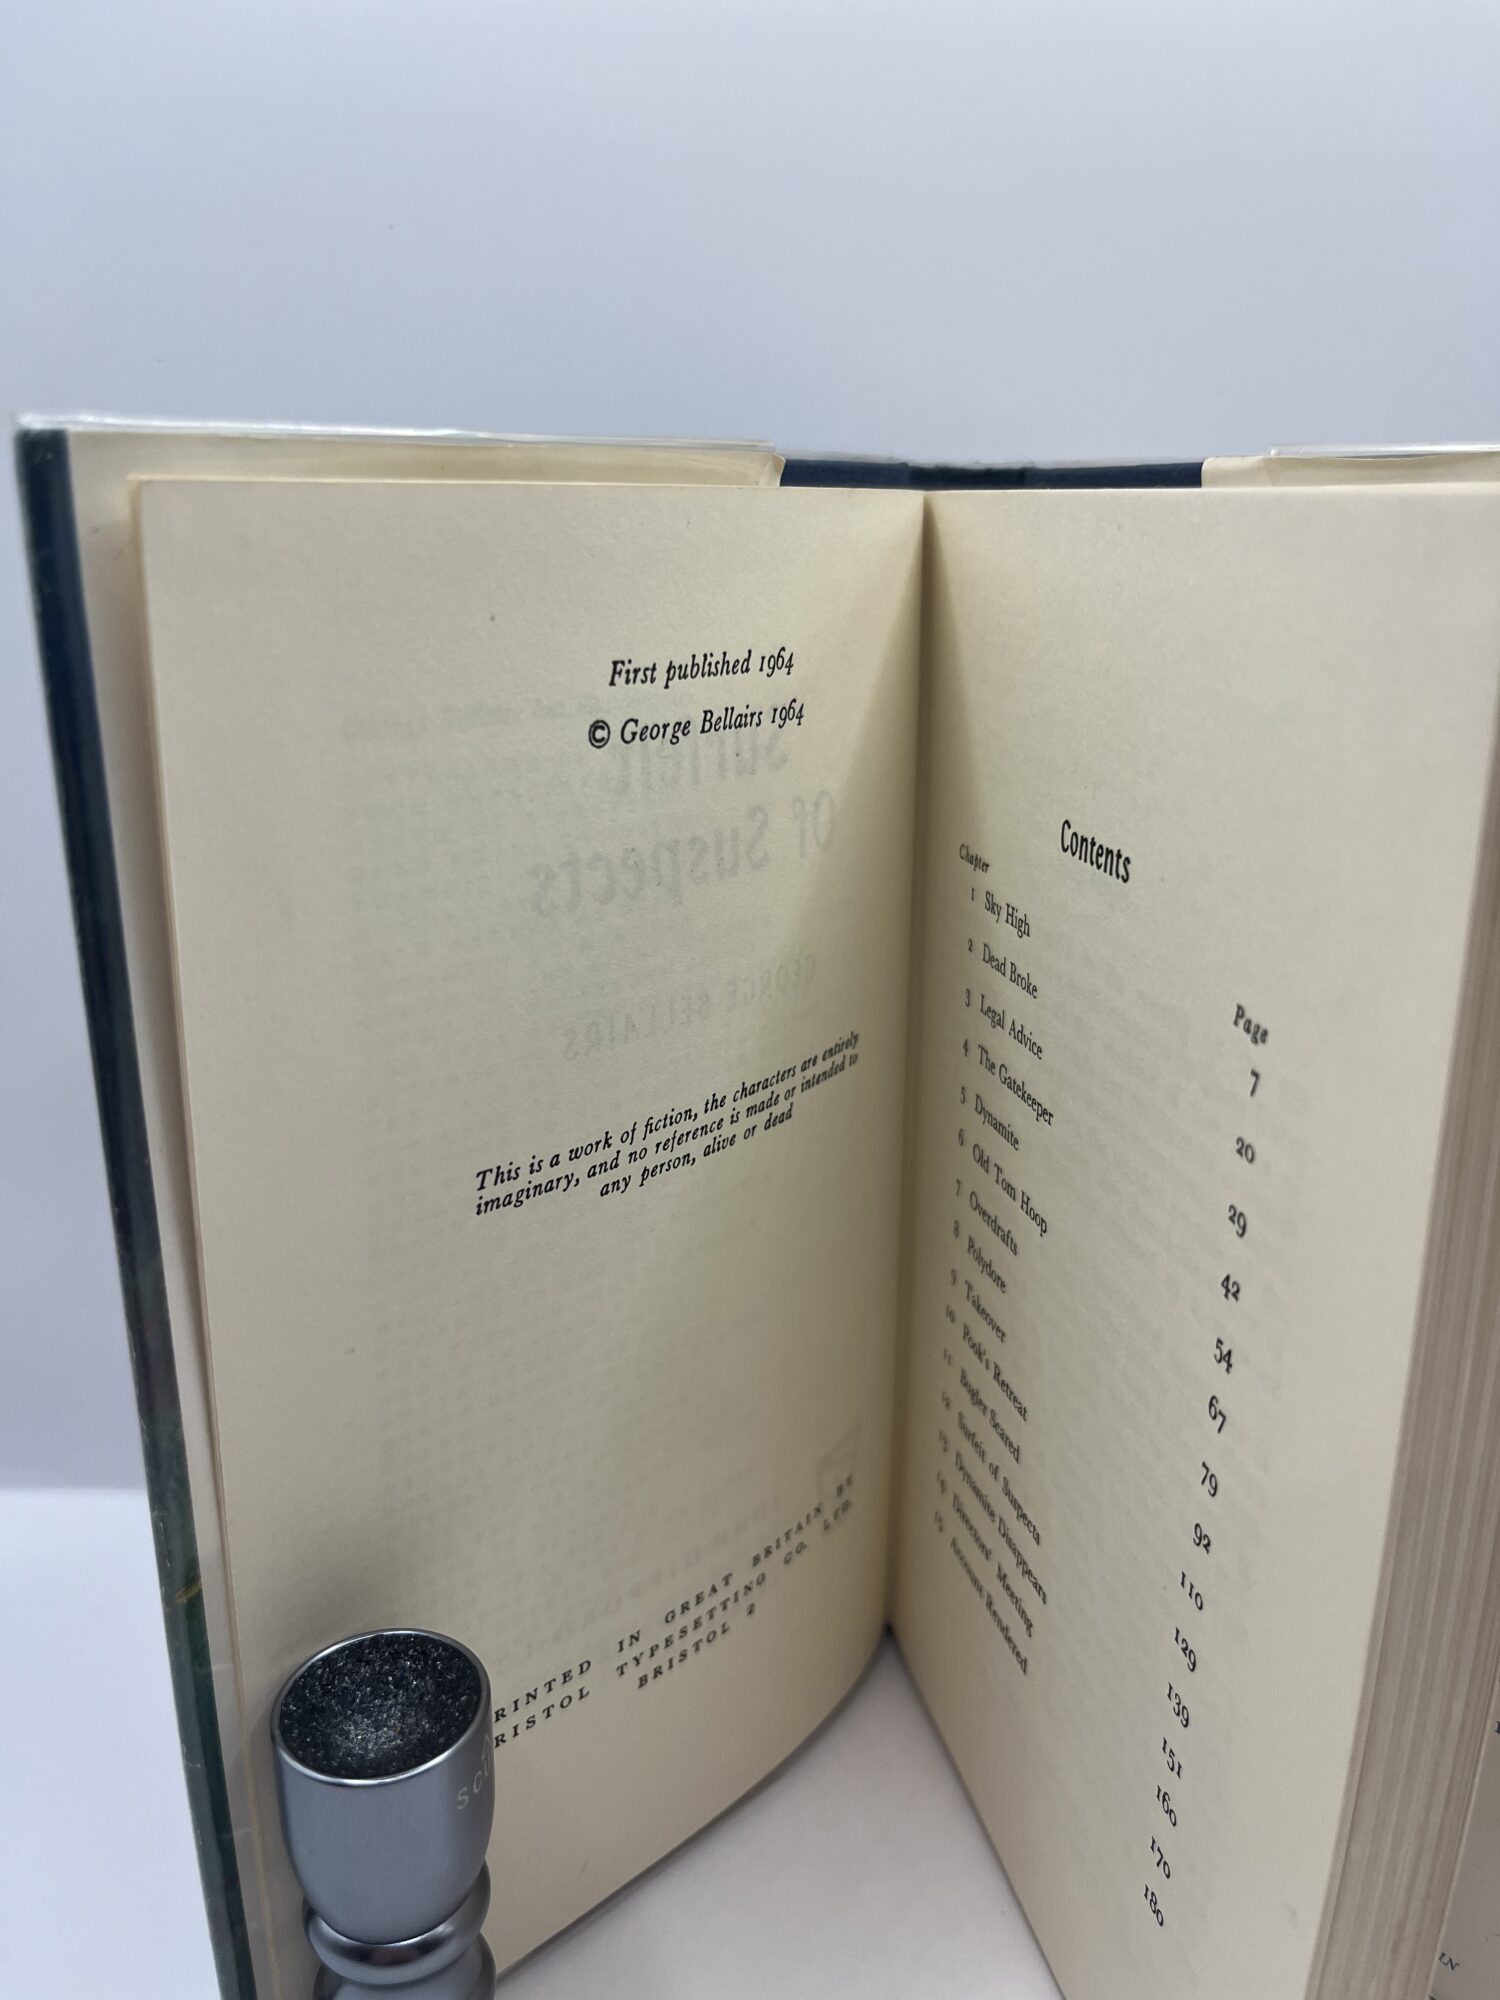 First published 1964
© George Bellairs 1964
This is a work of fiction, the characters are entirely
imaginary, and no reference is made or intended to
any person, alive or dead
RINTED IN GREAT BRITAIN BY
RISTOL TYPESETTING CO. LTD.
BRISTOL 2
Contents
Chapter Page
1 Sky High 7
2 Dead Broke 20
3 Legal Advice 29
4 The Gatekeeper 42
5 Dynamite 54
6 Old Tom Hoop 67
7 Overdrafts 79
8 Polydore 92
9 Takeover 110
10 Pook's Retreat 129
11 Bugler Scared 139
12 Surfeit of Suspects 151
13 Dynamite Disappears 160
14 Directors' Meeting 170
15 Account Rendered 180